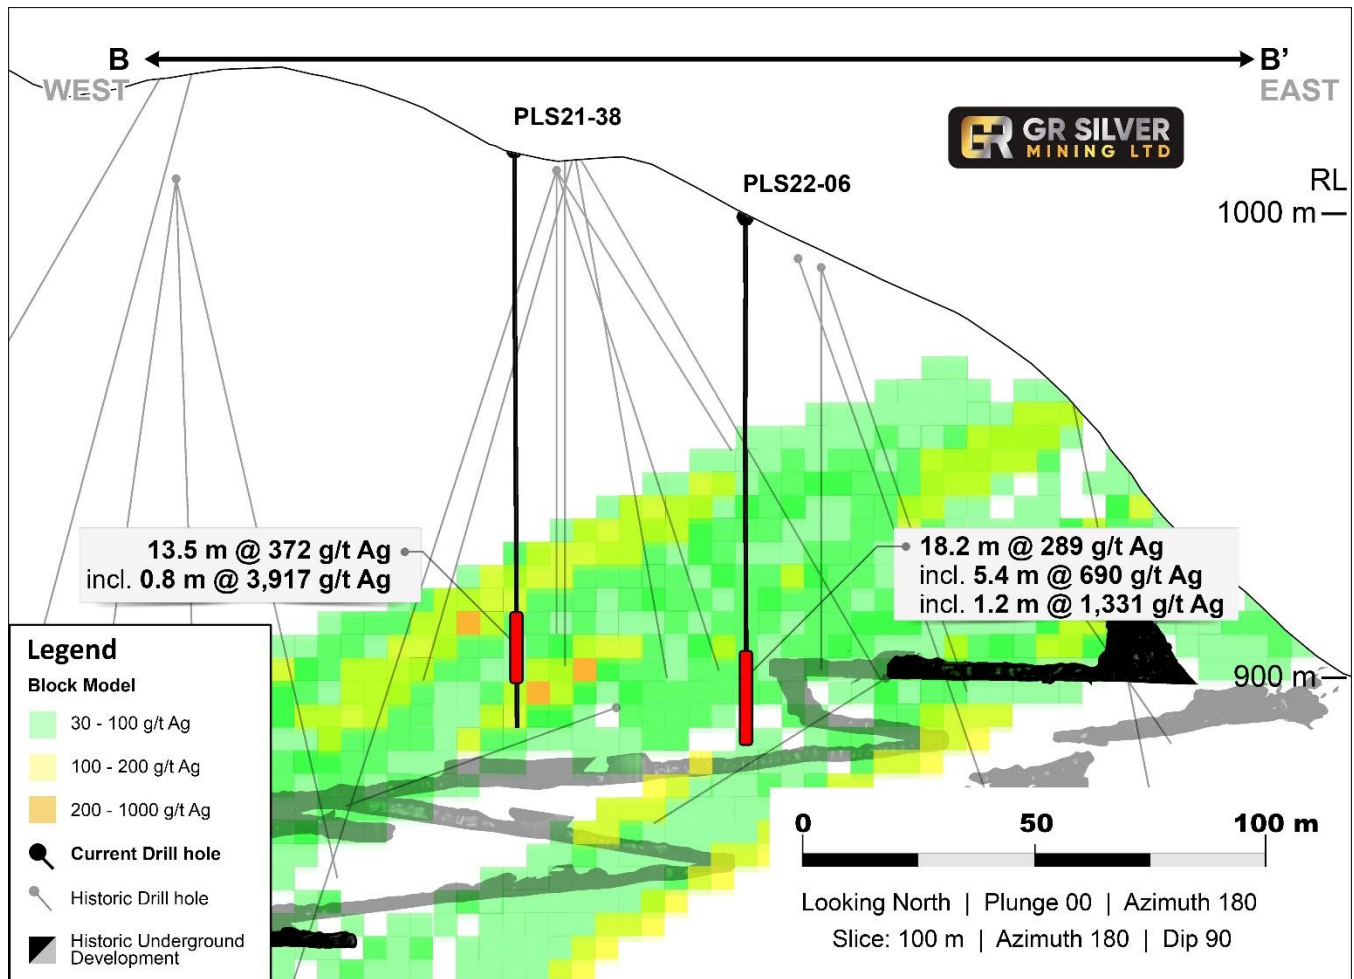 B
B'
WEST
EAST
PLS21-38
GR SILVER
MINING LTD
PLS22-06
RL
1000 m
13.5 m @ 372 g/t Ag
incl. 0.8 m @ 3,917 g/t Ag
18.2 m @ 289 g/t Ag
incl. 5.4 m @ 690 g/t Ag
incl. 1.2 m @ 1,331 g/t Ag
900 m
Legend
Block Model
30 - 100 g/t Ag
100 - 200 g/t Ag
200 - 1000 g/t Ag
Current Drill hole
Historic Drill hole
Historic Underground
Development
0 50 100 m
Looking North | Plunge 00 | Azimuth 180
Slice: 100 m | Azimuth 180 | Dip 90